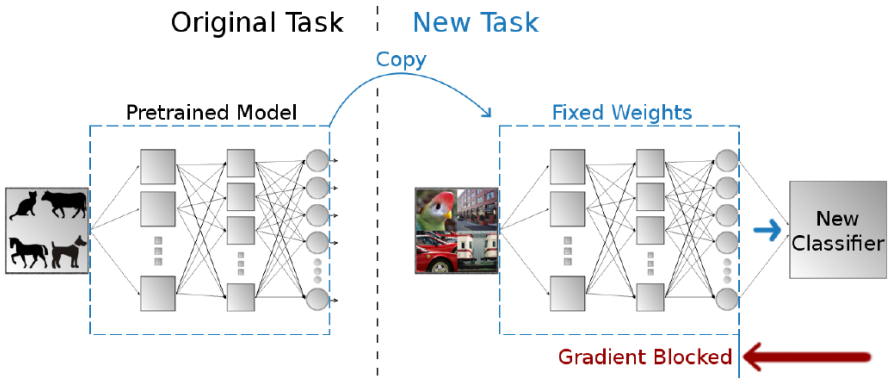 Original Task
New Task
Copy
Pretrained Model
Fixed Weights
New
Classifier
Gradient Blocked